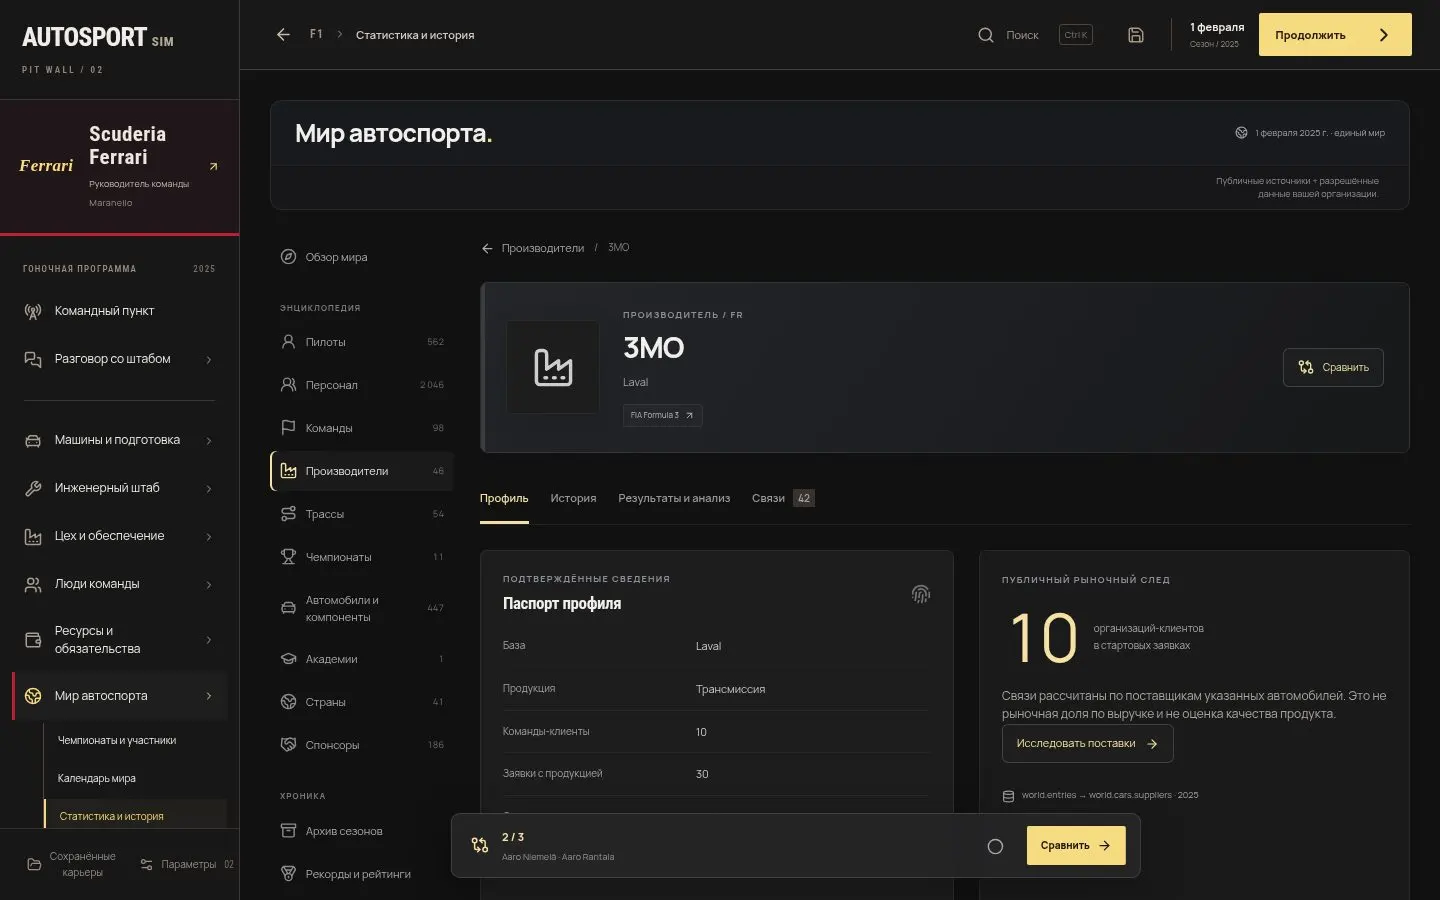 AUTOSPORT SIM
PIT WALL / 02
Ferrari
Scuderia
Ferrari
Руководитель команды
Maranello
ГОНОЧНАЯ ПРОГРАММА 2025
Командный пункт
Разговор со штабом
Машины и подготовка
Инженерный штаб
Цех и обеспечение
Люди команды
Ресурсы и
обязательства
Мир автоспорта
Чемпионаты и участники
Календарь мира
Статистика и история
Сохранённые
карьеры
Параметры 02
F1 Статистика и история
Поиск Ctrl K
1 февраля
Сезон / 2025
Продолжить
Мир автоспорта.
1 февраля 2025 г. · единый мир
Публичные источники + разрешённые
данные вашей организации.
Обзор мира
ЭНЦИКЛОПЕДИЯ
Пилоты 562
Персонал 2 046
Команды 98
Производители 46
Трассы 54
Чемпионаты 11
Автомобили и
компоненты 447
Академии 1
Страны 41
Спонсоры 186
ХРОНИКА
Архив сезонов
Рекорды и рейтинги
Производители / 3MO
ПРОИЗВОДИТЕЛЬ / FR
3MO
Laval
FIA Formula 3
Сравнить
Профиль История Результаты и анализ Связи 42
ПОДТВЕРЖДЁННЫЕ СВЕДЕНИЯ
Паспорт профиля
База Laval
Продукция Трансмиссия
Команды-клиенты 10
Заявки с продукцией 30
ПУБЛИЧНЫЙ РЫНОЧНЫЙ СЛЕД
10 организаций-клиентов
в стартовых заявках
Связи рассчитаны по поставщикам указанных автомобилей. Это не
рыночная доля по выручке и не оценка качества продукта.
Исследовать поставки →
world.entries → world.cars.suppliers · 2025
2 / 3
Aaro Niemelä · Aaro Rantala
Сравнить →